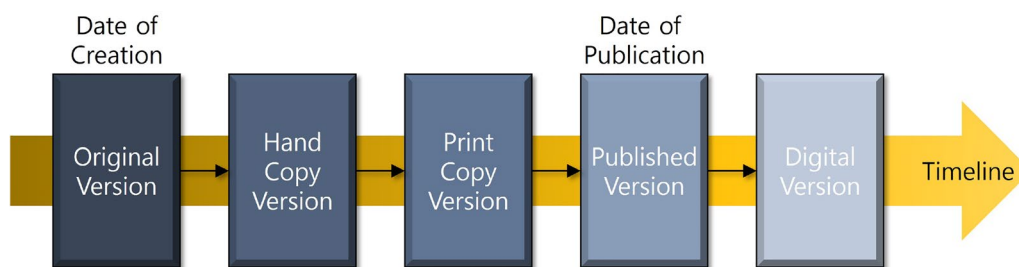 Date of
Creation
Date of
Publication
Original
Version
Hand
Copy
Version
Print
Copy
Version
Published
Version
Digital
Version
Timeline